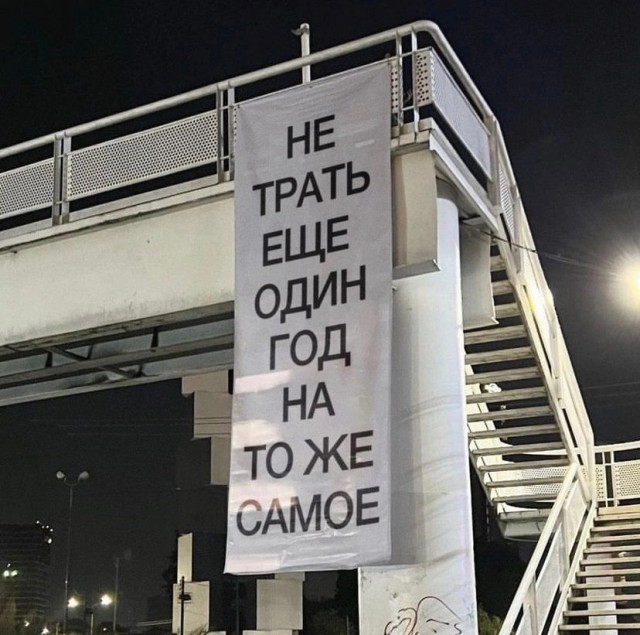 НЕ
ТРАТЬ
ЕЩЕ
ОДИН
ГОД
НА
ТО ЖЕ
САМОЕ